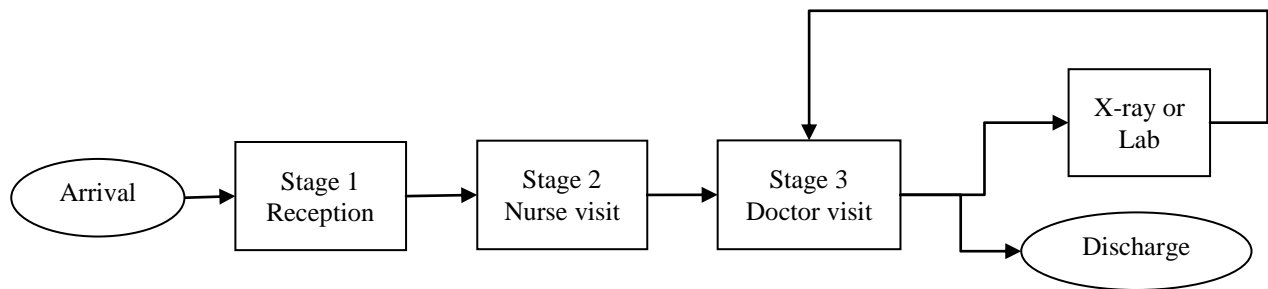 Arrival
Stage 1
Reception
Stage 2
Nurse visit
Stage 3
Doctor visit
X-ray or
Lab
Discharge